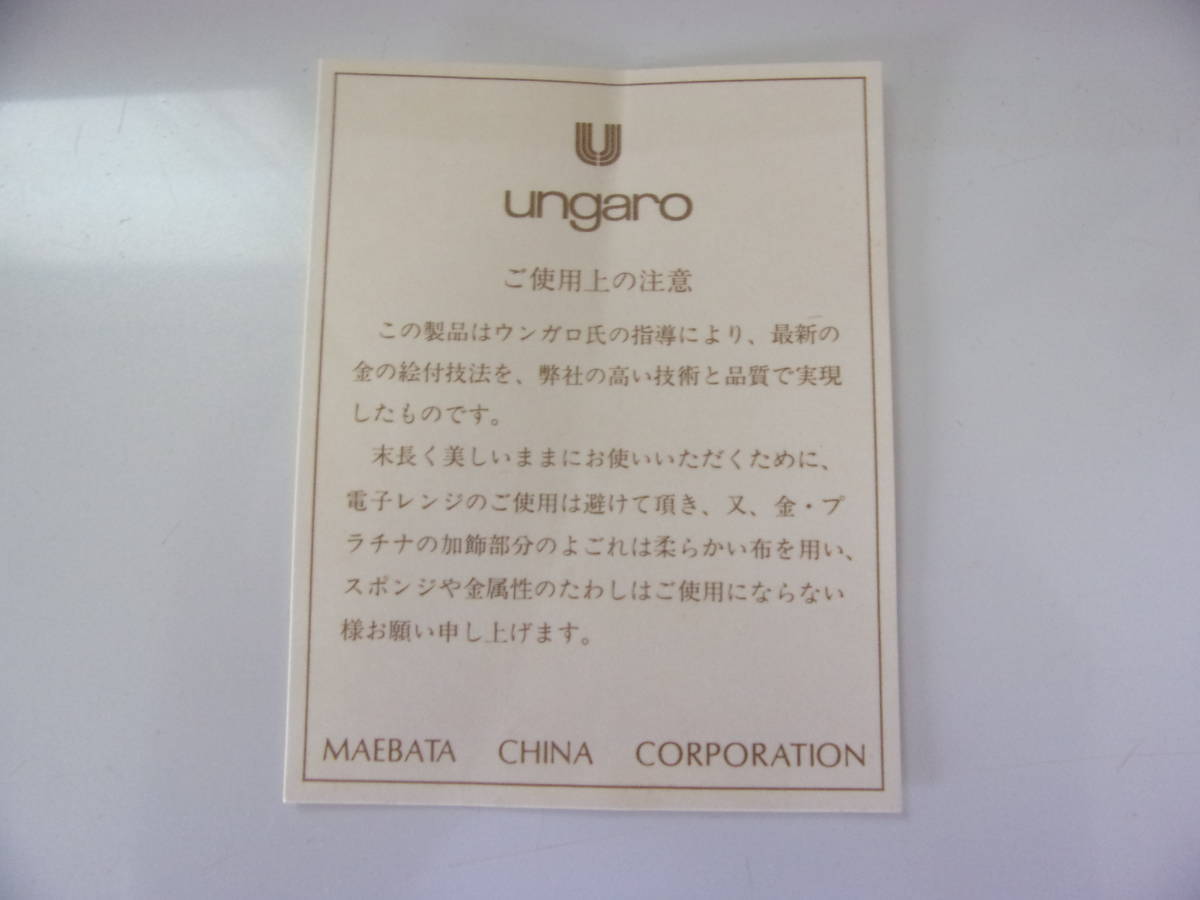 U
ungaro
ご使用上の注意
この製品はウンガロ氏の指導により、最新の
金の絵付技法を、弊社の高い技術と品質で実現
したものです。
末長く美しいままにお使いいただくために、
電子レンジのご使用は避けて頂き、又、金・プ
ラチナの加飾部分のよごれは柔らかい布を用い、
スポンジや金属性のたわしはご使用にならない
様お願い申し上げます。
MAEBATA CHINA CORPORATION